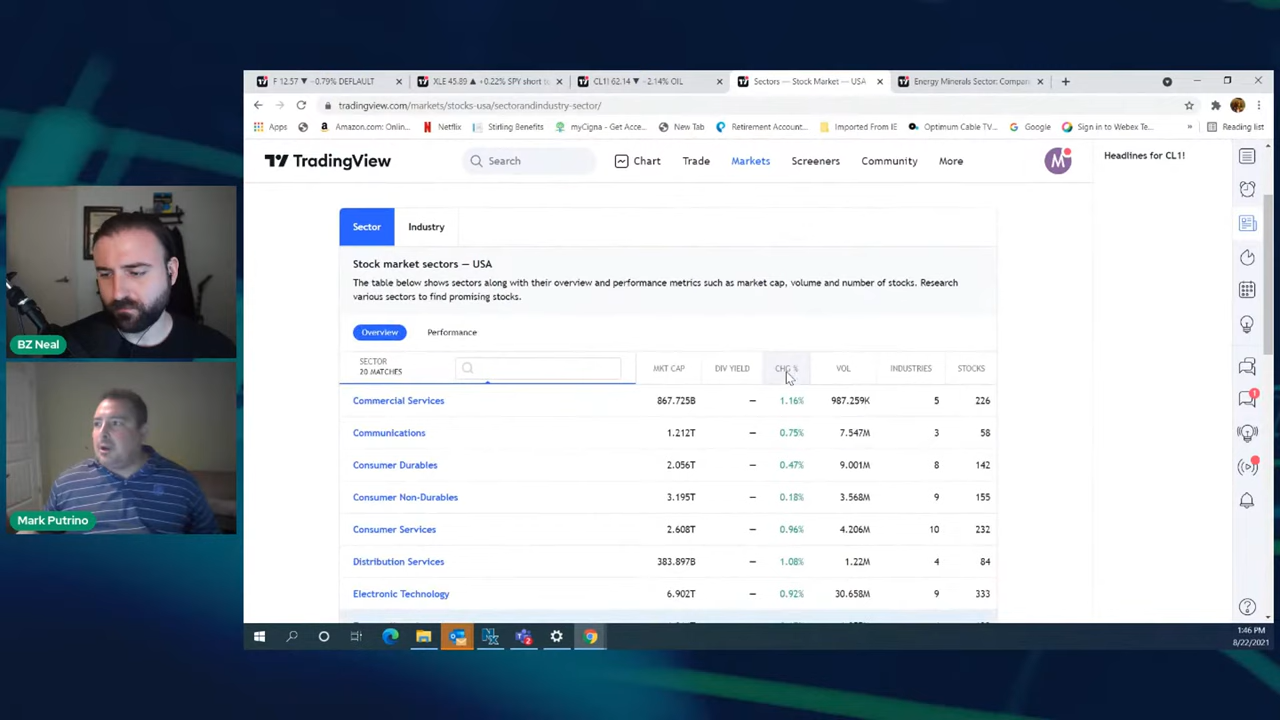 F 12.57 ▼ −0.79% DEFLAULT
XLE 45.89 ▲ +0.22% SPY short s
CL1! 62.14 ▼ −2.14% OIL
Sectors — Stock Market — USA
Energy Minerals Sector: Compan
tradingview.com/markets/stocks-usa/sectorandindustry-sector/
Apps
Amazon.com: Onlin...
Netflix
Stirling Benefits
myCigna - Get Acce...
New Tab
Retirement Account...
Imported From IE
Optimum Cable TV...
Google
Sign in to Webex Te...
»
Reading list
TradingView
Search
Chart
Trade
Markets
Screeners
Community
More
M
Headlines for CL1!
Sector
Industry
Stock market sectors — USA
The table below shows sectors along with their overview and performance metrics such as market cap, volume and number of stocks. Research
various sectors to find promising stocks.
Overview
Performance
SECTOR
20 MATCHES
MKT CAP
DIV YIELD
CHG %
VOL
INDUSTRIES
STOCKS
Commercial Services 867.725B — 1.16% 987.259K 5 226
Communications 1.212T — 0.75% 7.547M 3 58
Consumer Durables 2.056T — 0.47% 9.001M 8 142
Consumer Non-Durables 3.195T — 0.18% 3.568M 9 155
Consumer Services 2.608T — 0.96% 4.206M 10 232
Distribution Services 383.897B — 1.08% 1.22M 4 84
Electronic Technology 6.902T — 0.92% 30.658M 9 333
BZ Neal
Mark Putrino
1
2
1:46 PM
8/22/2021